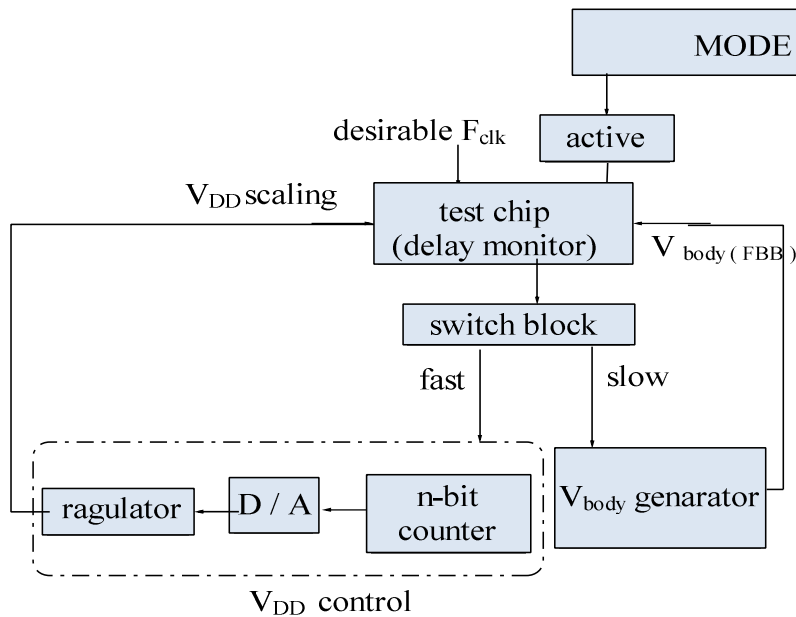 MODE
active
desirable Fclk
VDD scaling
test chip
(delay monitor)
V body ( FBB )
switch block
fast
slow
ragulator
D / A
n-bit
counter
Vbody genarator
VDD control